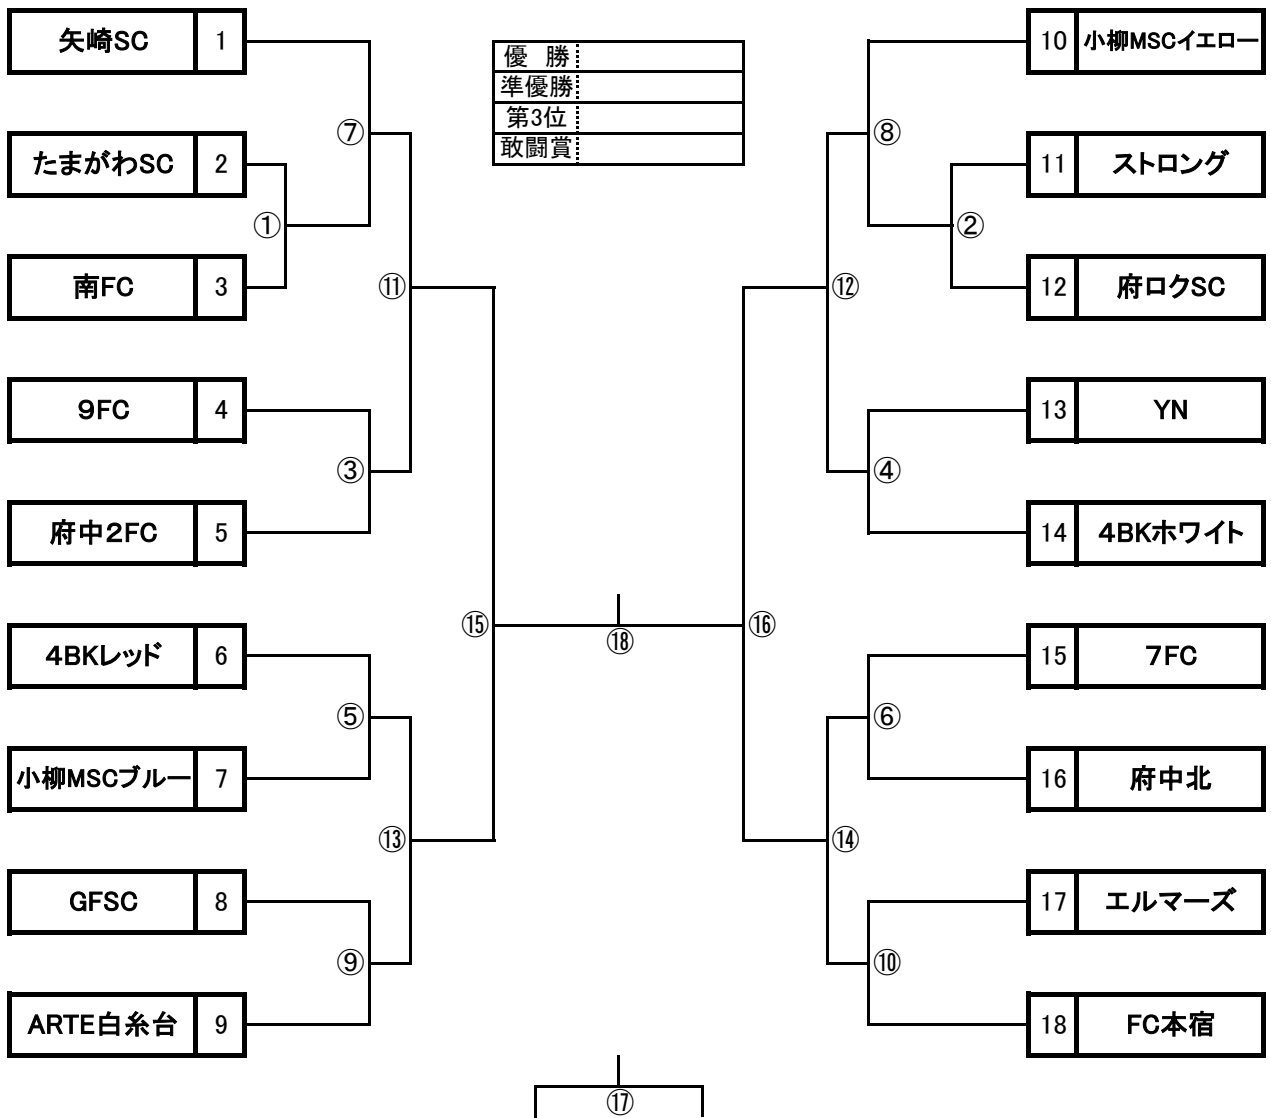 矢崎SC 1
たまがわSC 2
南FC 3
9FC 4
府中2FC 5
4BKレッド 6
小柳MSCブルー 7
GFSC 8
ARTE白糸台 9
⑦
①
⑪
③
⑮
⑤
⑬
⑨
優 勝
準優勝
第3位
敢闘賞
⑱
⑰
⑧
②
⑫
④
⑯
⑥
⑭
⑩
10 小柳MSCイエロー
11 ストロング
12 府ロクSC
13 YN
14 4BKホワイト
15 7FC
16 府中北
17 エルマーズ
18 FC本宿